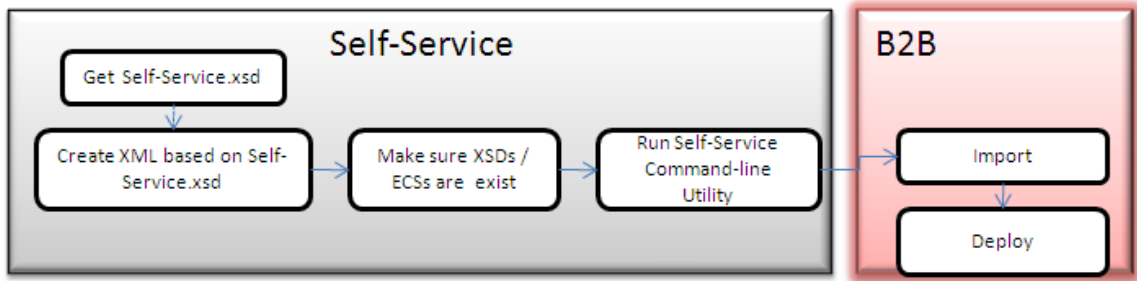 Self-Service
Get Self-Service.xsd
Create XML based on Self-
Service.xsd
Make sure XSDs /
ECSs are exist
Run Self-Service
Command-line
Utility
B2B
Import
Deploy